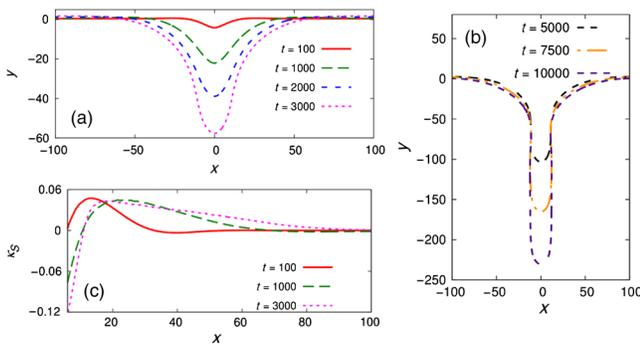 0
-20
-40
-60
y
-100
-50
0
50
100
x
(a)
t = 100
t = 1000
t = 2000
t = 3000
0.06
0
-0.06
-0.12
κS
20
40
60
80
100
x
(c)
t = 100
t = 1000
t = 3000
50
0
-50
-100
-150
-200
-250
y
-100
-50
0
50
100
x
(b)
t = 5000
t = 7500
t = 10000